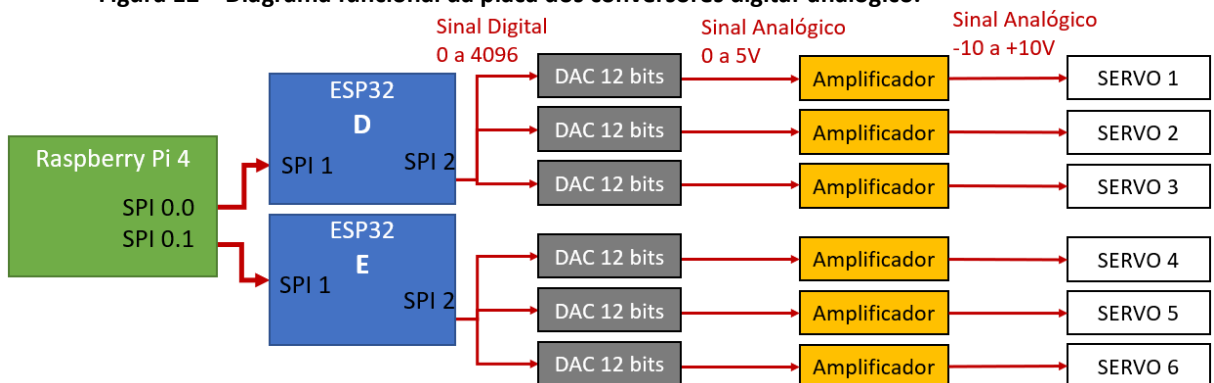 Figura 22 – Diagrama funcional da placa dos conversores digital analógico.
Sinal Digital
0 a 4096
Sinal Analógico
0 a 5V
Sinal Analógico
-10 a +10V
Raspberry Pi 4
SPI 0.0
SPI 0.1
ESP32
D
SPI 1
SPI 2
ESP32
E
SPI 1
SPI 2
DAC 12 bits
Amplificador
SERVO 1
DAC 12 bits
Amplificador
SERVO 2
DAC 12 bits
Amplificador
SERVO 3
DAC 12 bits
Amplificador
SERVO 4
DAC 12 bits
Amplificador
SERVO 5
DAC 12 bits
Amplificador
SERVO 6